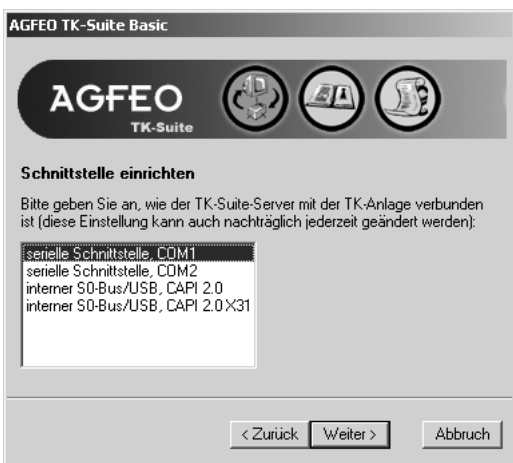 AGFEO TK-Suite Basic
AGFEO
TK-Suite
Schnittstelle einrichten
Bitte geben Sie an, wie der TK-Suite-Server mit der TK-Anlage verbunden
ist (diese Einstellung kann auch nachträglich jederzeit geändert werden):
serielle Schnittstelle, COM1
serielle Schnittstelle, COM2
interner S0-Bus/USB, CAPI 2.0
interner S0-Bus/USB, CAPI 2.0 X31
< Zurück Weiter > Abbruch